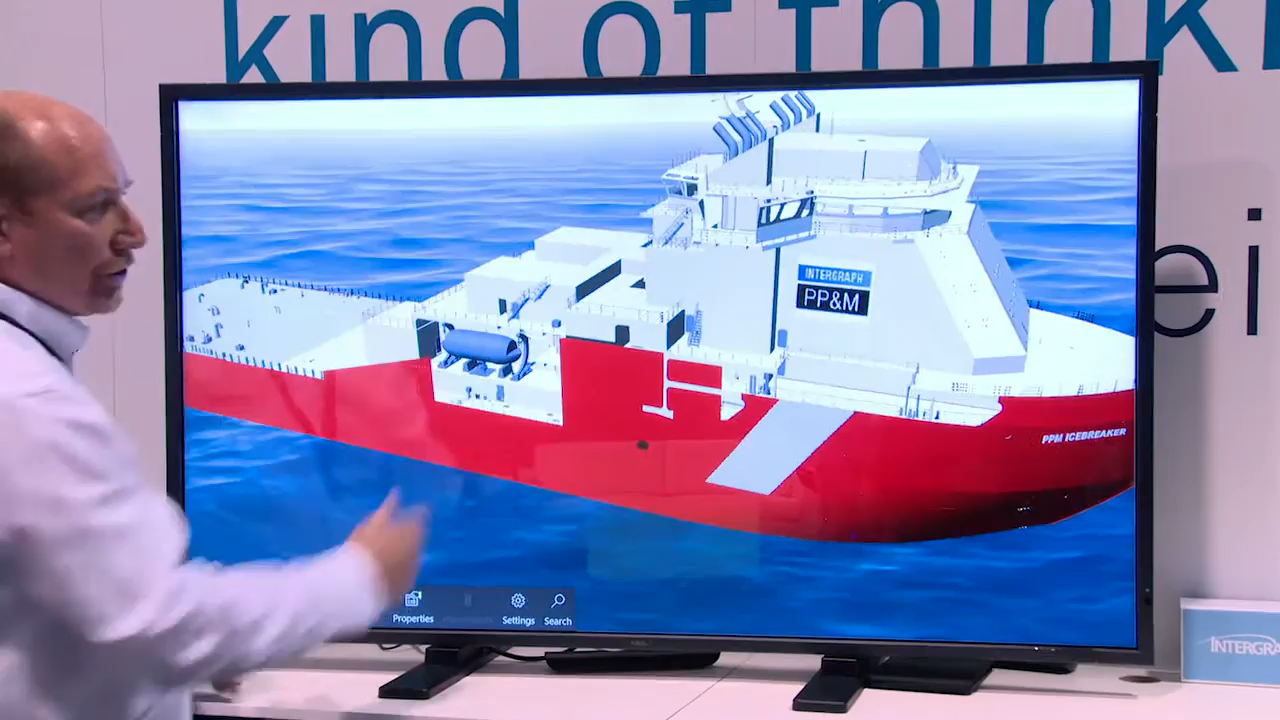 kind of thinki
ei
INTERGRAPH
PP&M
PPM ICEBREAKER
Properties
Settings
Search
INTERGRA